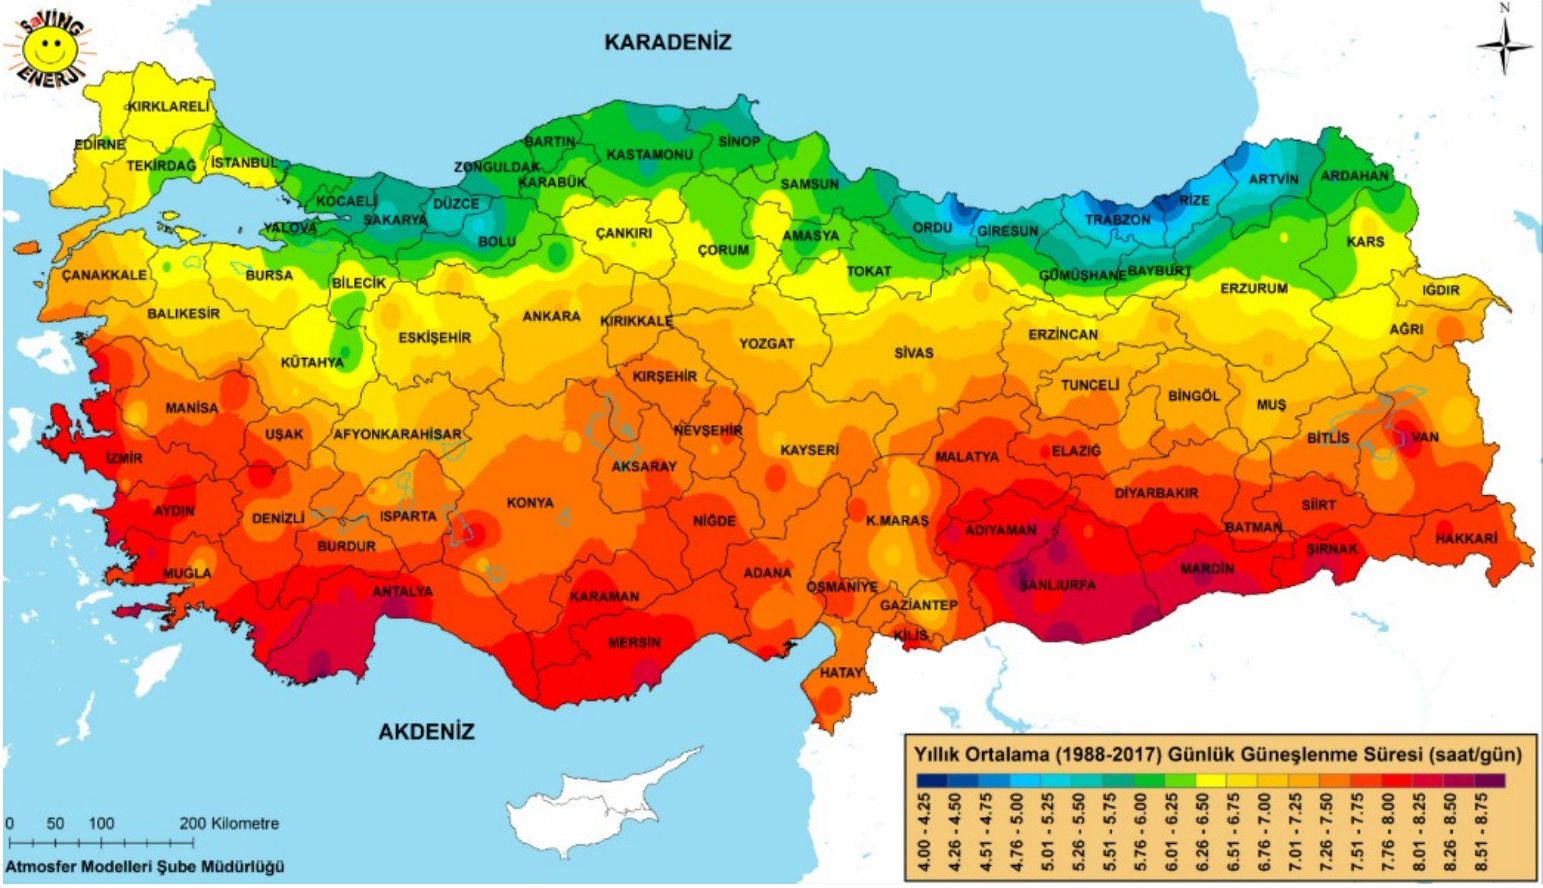 SaVING
ENERJİ
KARADENİZ
N
KIRKLARELİ
EDİRNE
TEKİRDAĞ
İSTANBUL
KOCAELİ
YALOVA
SAKARYA
DÜZCE
ZONGULDAK
BARTIN
KARABÜK
KASTAMONU
SİNOP
SAMSUN
BOLU
ÇANKIRI
ÇORUM
AMASYA
TOKAT
ORDU
GİRESUN
TRABZON
RİZE
ARTVİN
ARDAHAN
KARS
GÜMÜŞHANE
BAYBURT
ERZURUM
IĞDIR
AĞRI
ÇANAKKALE
BURSA
BİLECİK
BALIKESİR
KÜTAHYA
ESKİŞEHİR
ANKARA
KIRIKKALE
YOZGAT
SİVAS
ERZİNCAN
TUNCELİ
BİNGÖL
MUŞ
BİTLİS
VAN
KIRŞEHİR
NEVŞEHİR
KAYSERİ
MALATYA
ELAZIĞ
MANİSA
UŞAK
AFYONKARAHİSAR
İZMİR
AKSARAY
KONYA
AYDIN
DENİZLİ
ISPARTA
BURDUR
NİĞDE
K.MARAŞ
ADIYAMAN
DİYARBAKIR
BATMAN
SİİRT
ŞIRNAK
HAKKARİ
MUĞLA
ANTALYA
KARAMAN
ADANA
OSMANİYE
GAZİANTEP
ŞANLIURFA
MARDİN
MERSİN
KİLİS
HATAY
AKDENİZ
Yıllık Ortalama (1988-2017) Günlük Güneşlenme Süresi (saat/gün)
4.00 - 4.25
4.26 - 4.50
4.51 - 4.75
4.76 - 5.00
5.01 - 5.25
5.26 - 5.50
5.51 - 5.75
5.76 - 6.00
6.01 - 6.25
6.26 - 6.50
6.51 - 6.75
6.76 - 7.00
7.01 - 7.25
7.26 - 7.50
7.51 - 7.75
7.76 - 8.00
8.01 - 8.25
8.26 - 8.50
8.51 - 8.75
0 50 100 200 Kilometre
Atmosfer Modelleri Şube Müdürlüğü